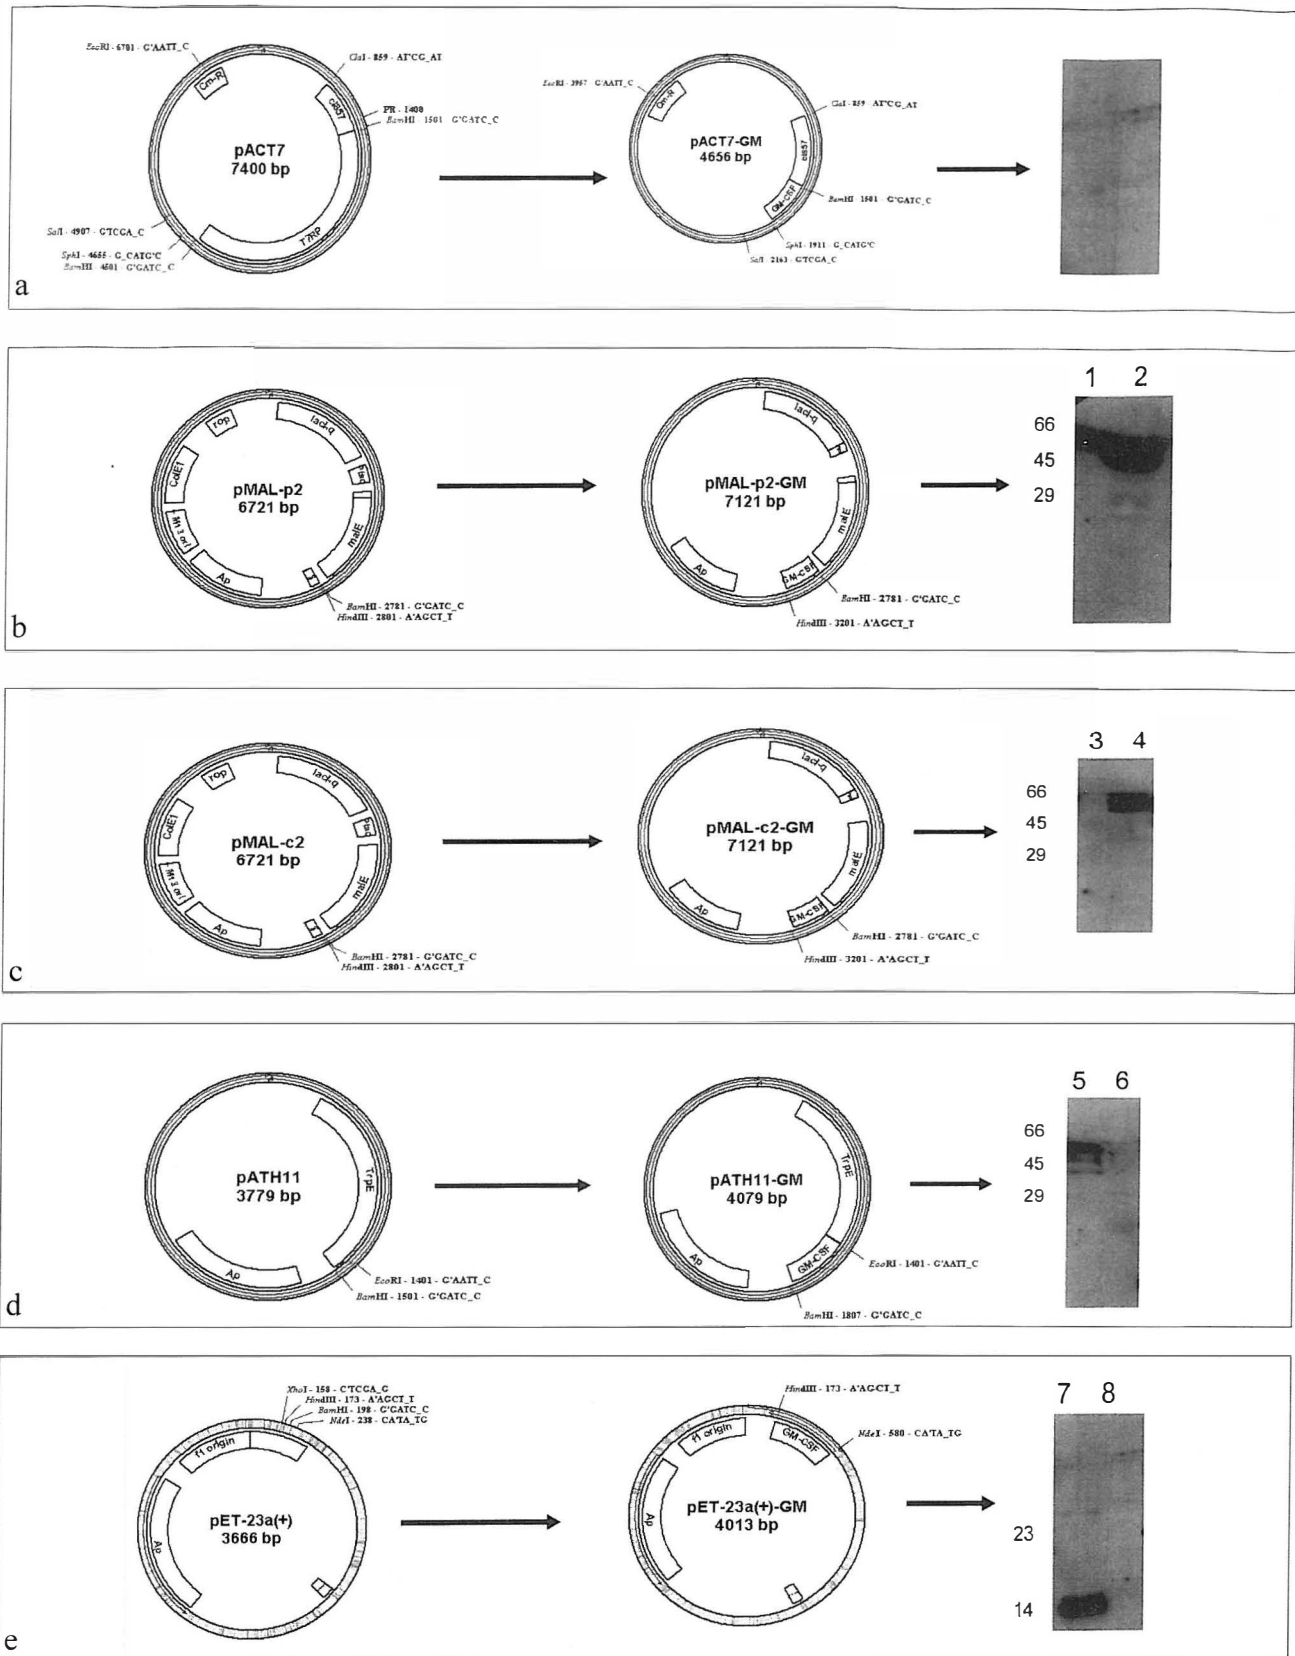 EcoRI - 6701 - G'AATT_C
ClaI - 859 - AT'CG_AT
Cm-R
cI857
PR - 1400
BamHI - 1501 - G'GATC_C
pACT7
7400 bp
T7RP
SalI - 4907 - G'TCGA_C
SphI - 4655 - G_CATG'C
BamHI - 4501 - G'GATC_C
EcoRI - 3957 - G'AATT_C
ClaI - 859 - AT'CG_AT
Cm-R
cI857
pACT7-GM
4656 bp
GM-CSF
BamHI - 1501 - G'GATC_C
SphI - 1911 - G_CATG'C
SalI - 2163 - G'TCGA_C
a
rop
lacI-q
ColE1
Ptac
pMAL-p2
6721 bp
malE
M13 ori
Ap
BamHI - 2781 - G'GATC_C
HindIII - 2801 - A'AGCT_T
lacI-q
pMAL-p2-GM
7121 bp
malE
Ap
GM-CSF
BamHI - 2781 - G'GATC_C
HindIII - 3201 - A'AGCT_T
1 2
66
45
29
b
rop
lacI-q
ColE1
Ptac
pMAL-c2
6721 bp
malE
M13 ori
Ap
BamHI - 2781 - G'GATC_C
HindIII - 2801 - A'AGCT_T
lacI-q
pMAL-c2-GM
7121 bp
malE
Ap
GM-CSF
BamHI - 2781 - G'GATC_C
HindIII - 3201 - A'AGCT_T
3 4
66
45
29
c
pATH11
3779 bp
TrpE
Ap
EcoRI - 1401 - G'AATT_C
BamHI - 1501 - G'GATC_C
TrpE
pATH11-GM
4079 bp
Ap
GM-CSF
EcoRI - 1401 - G'AATT_C
BamHI - 1807 - G'GATC_C
5 6
66
45
29
d
XhoI - 158 - C'TCGA_G
HindIII - 173 - A'AGCT_T
BamHI - 198 - G'GATC_C
NdeI - 238 - CA'TA_TG
f1 origin
Ap
pET-23a(+)
3666 bp
HindIII - 173 - A'AGCT_T
f1 origin
GM-CSF
NdeI - 580 - CA'TA_TG
Ap
pET-23a(+)-GM
4013 bp
7 8
23
14
e